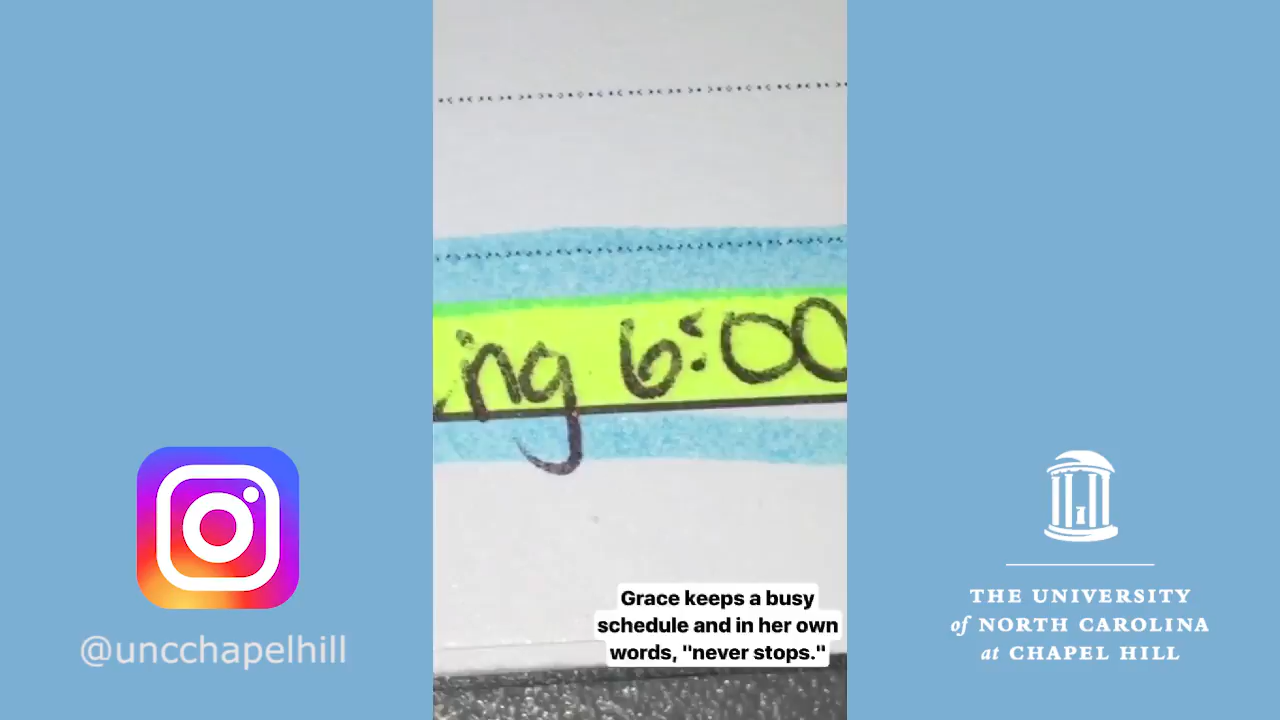 ing 6:00
Grace keeps a busy
schedule and in her own
words, "never stops."
@uncchapelhill
THE UNIVERSITY
of NORTH CAROLINA
at CHAPEL HILL